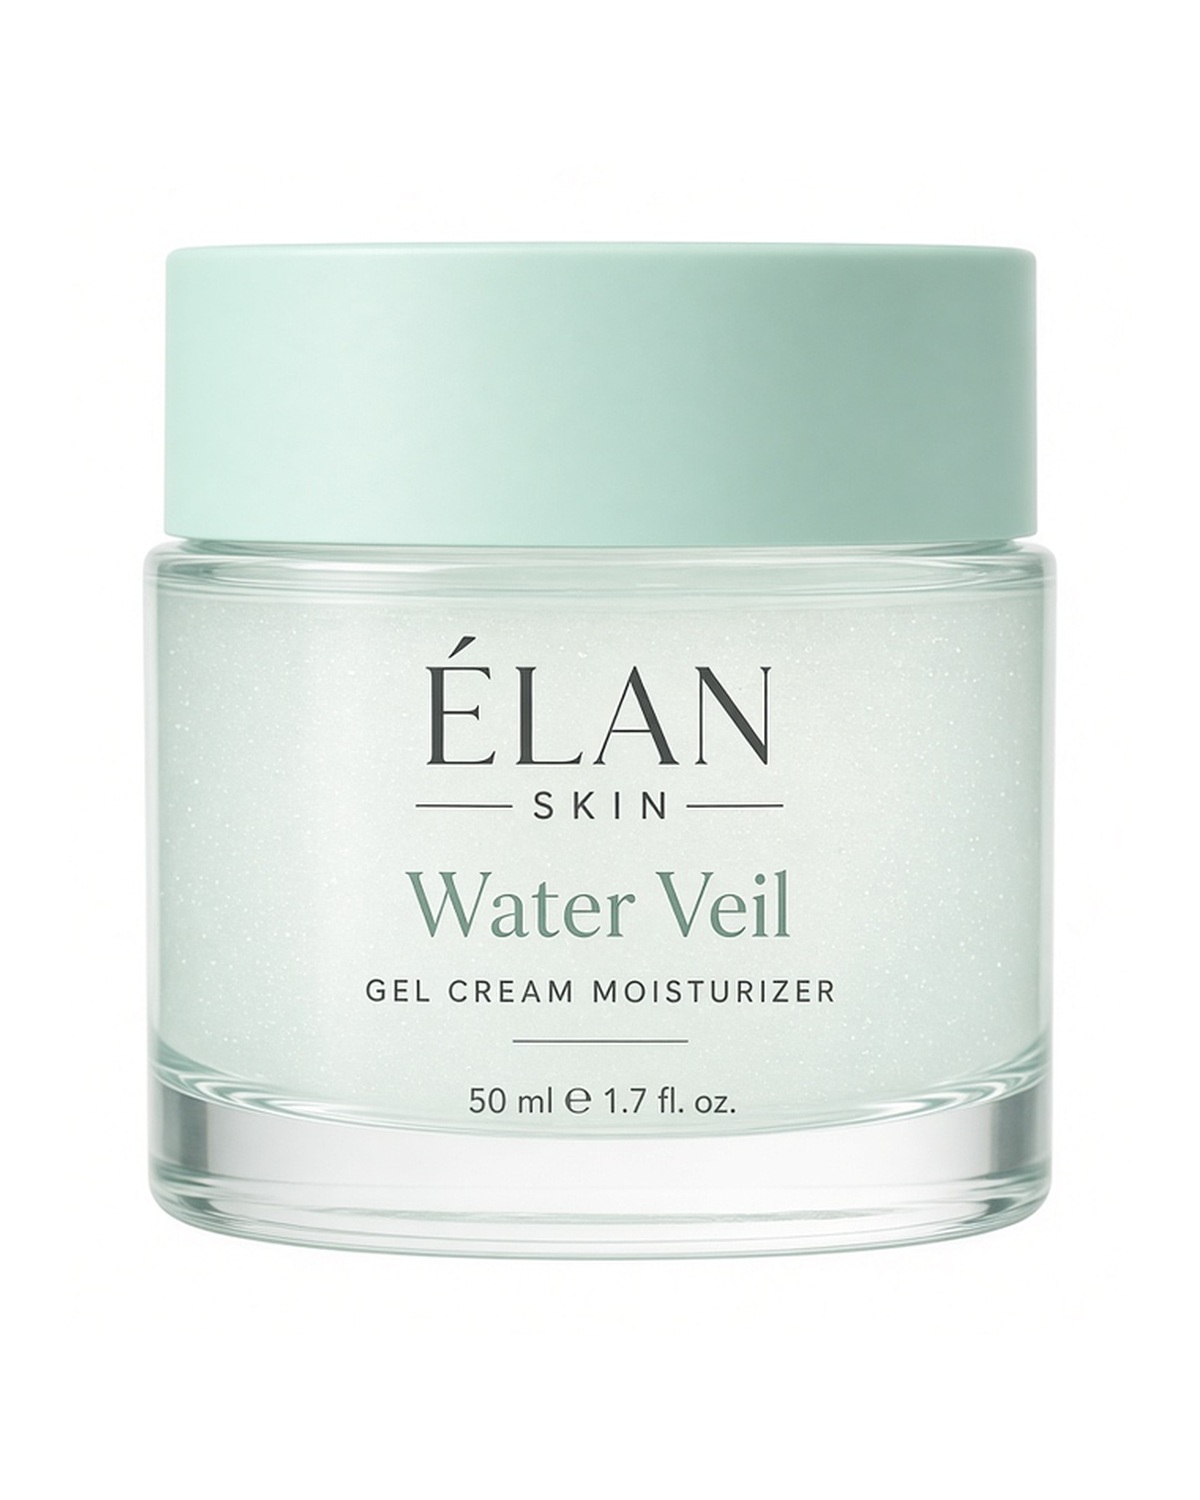 ÉLAN
SKIN
Water Veil
GEL CREAM MOISTURIZER
50 ml ℮ 1.7 fl. oz.